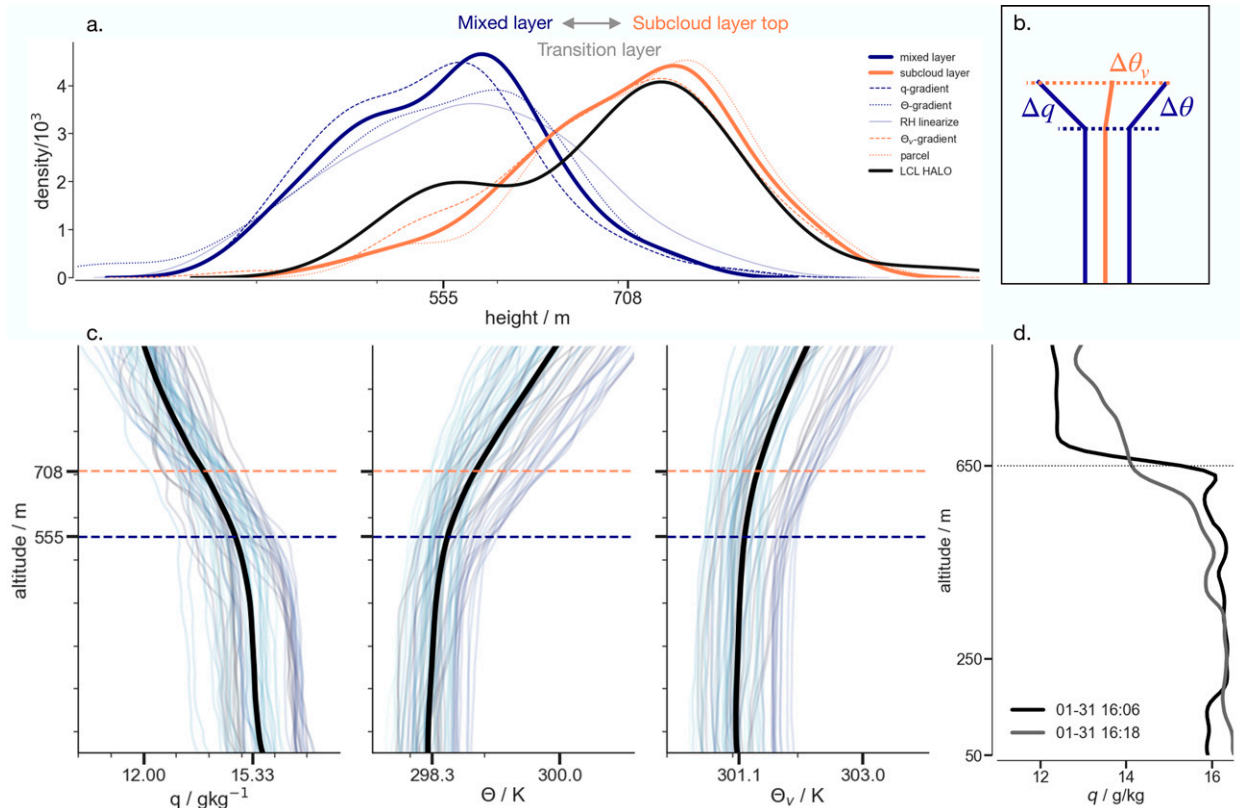 a.
Mixed layer
Subcloud layer top
Transition layer
mixed layer
subcloud layer
q-gradient
Θ-gradient
RH linearize
Θv-gradient
parcel
LCL HALO
density/10³
4
3
2
1
0
555
708
height / m
b.
Δθv
Δq
Δθ
c.
altitude / m
708
555
12.00
15.33
q / gkg⁻¹
298.3
300.0
Θ / K
301.1
303.0
Θv / K
d.
altitude / m
650
250
50
01-31 16:06
01-31 16:18
12
14
16
q / g/kg